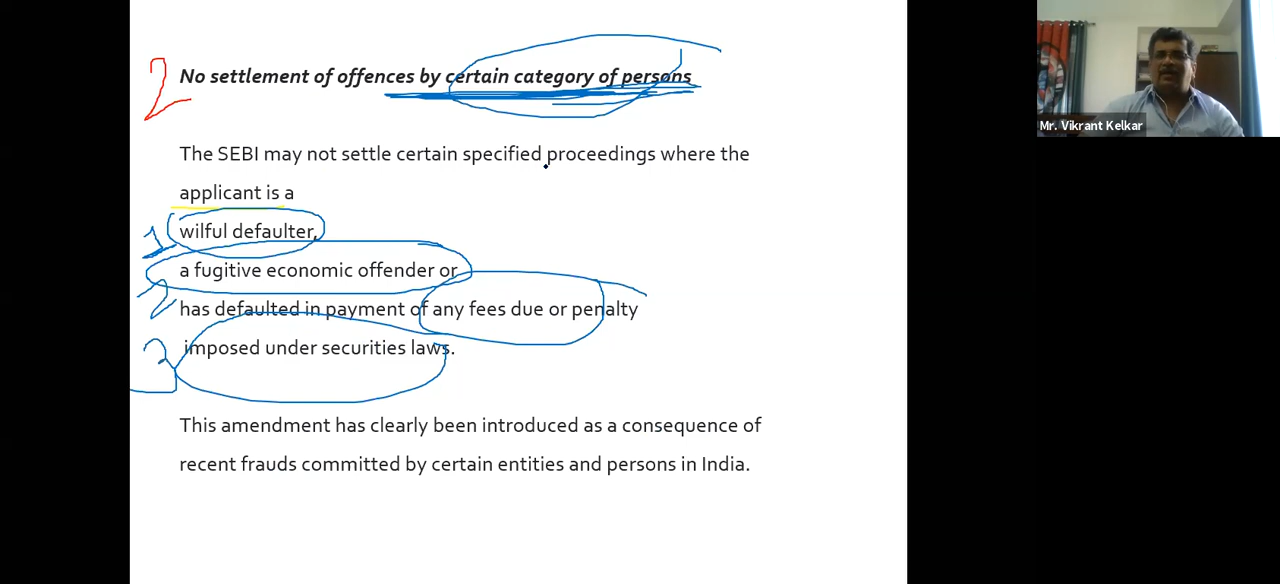 2 No settlement of offences by certain category of persons
The SEBI may not settle certain specified proceedings where the
applicant is a
1 wilful defaulter,
a fugitive economic offender or
2 has defaulted in payment of any fees due or penalty
3 imposed under securities laws.
This amendment has clearly been introduced as a consequence of
recent frauds committed by certain entities and persons in India.
Mr. Vikrant Kelkar